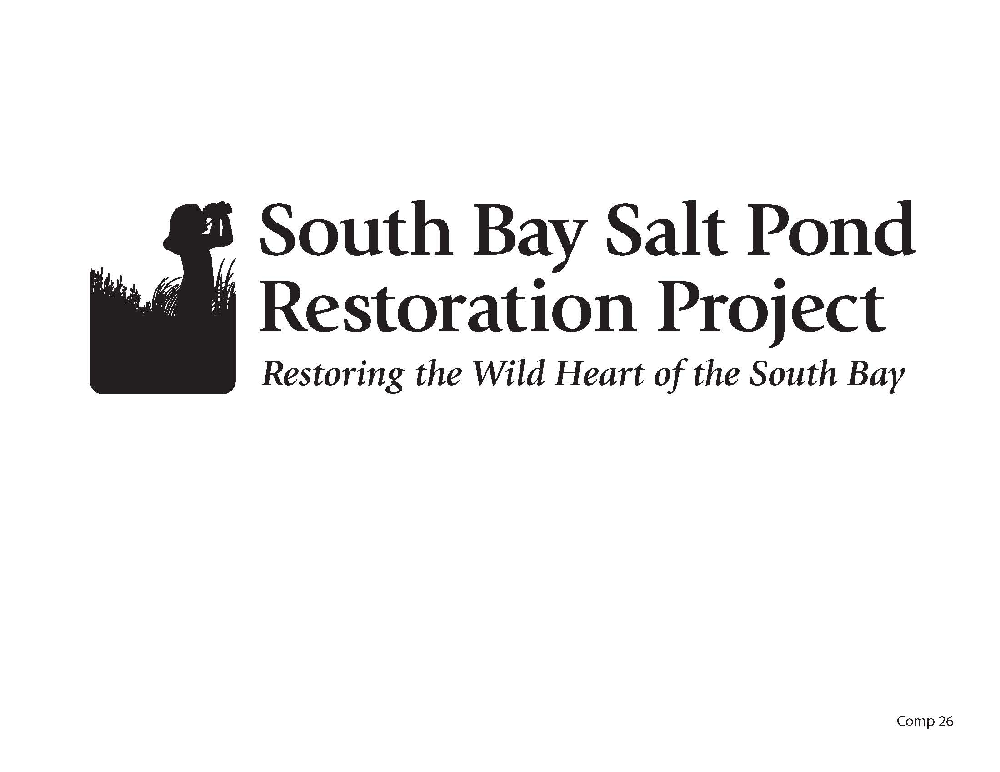 South Bay Salt Pond
Restoration Project
Restoring the Wild Heart of the South Bay
Comp 26